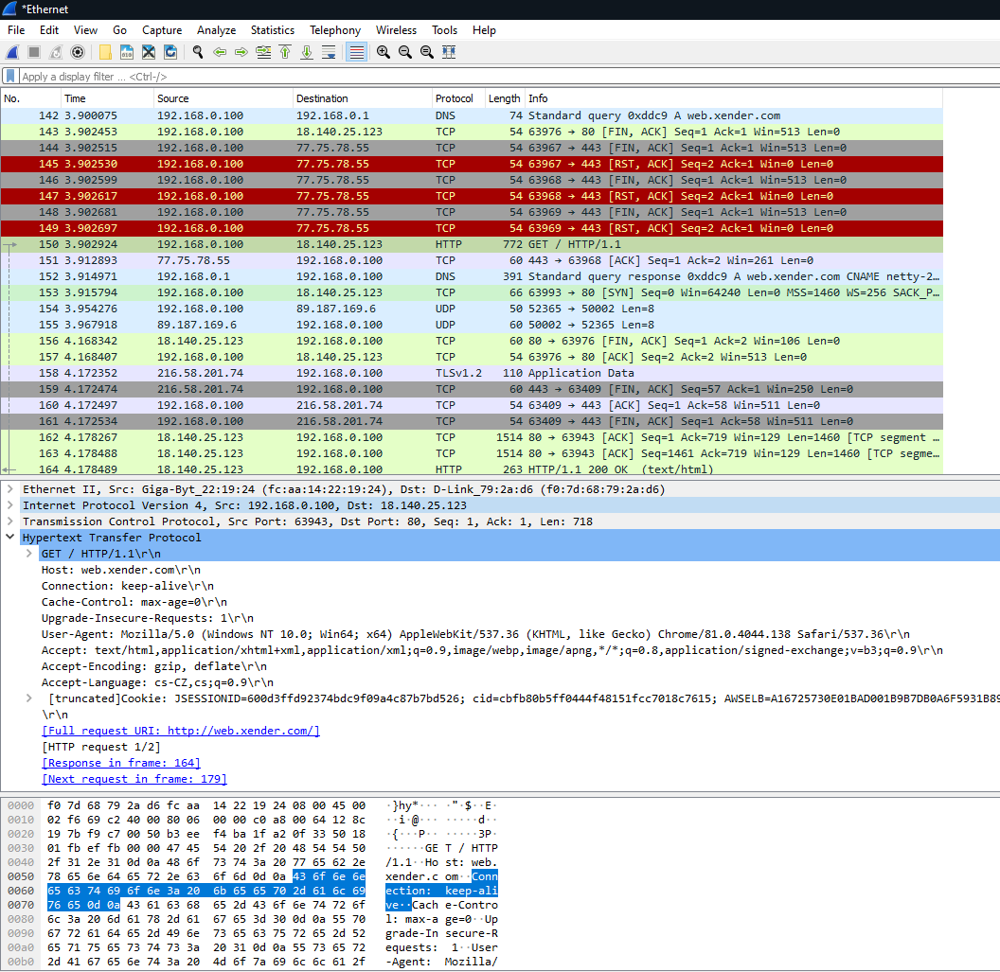 *Ethernet
File Edit View Go Capture Analyze Statistics Telephony Wireless Tools Help
Apply a display filter ... <Ctrl-/>
No. Time Source Destination Protocol Length Info
142 3.900075 192.168.0.100 192.168.0.1 DNS 74 Standard query 0xddc9 A web.xender.com
143 3.902453 192.168.0.100 18.140.25.123 TCP 54 63976 → 80 [FIN, ACK] Seq=1 Ack=1 Win=513 Len=0
144 3.902515 192.168.0.100 77.75.78.55 TCP 54 63967 → 443 [FIN, ACK] Seq=1 Ack=1 Win=513 Len=0
145 3.902530 192.168.0.100 77.75.78.55 TCP 54 63967 → 443 [RST, ACK] Seq=2 Ack=1 Win=0 Len=0
146 3.902599 192.168.0.100 77.75.78.55 TCP 54 63968 → 443 [FIN, ACK] Seq=1 Ack=1 Win=513 Len=0
147 3.902617 192.168.0.100 77.75.78.55 TCP 54 63968 → 443 [RST, ACK] Seq=2 Ack=1 Win=0 Len=0
148 3.902681 192.168.0.100 77.75.78.55 TCP 54 63969 → 443 [FIN, ACK] Seq=1 Ack=1 Win=513 Len=0
149 3.902697 192.168.0.100 77.75.78.55 TCP 54 63969 → 443 [RST, ACK] Seq=2 Ack=1 Win=0 Len=0
150 3.902924 192.168.0.100 18.140.25.123 HTTP 772 GET / HTTP/1.1
151 3.912893 77.75.78.55 192.168.0.100 TCP 60 443 → 63968 [ACK] Seq=1 Ack=2 Win=261 Len=0
152 3.914971 192.168.0.1 192.168.0.100 DNS 391 Standard query response 0xddc9 A web.xender.com CNAME netty-2…
153 3.915794 192.168.0.100 18.140.25.123 TCP 66 63993 → 80 [SYN] Seq=0 Win=64240 Len=0 MSS=1460 WS=256 SACK_P…
154 3.954276 192.168.0.100 89.187.169.6 UDP 50 52365 → 50002 Len=8
155 3.967918 89.187.169.6 192.168.0.100 UDP 60 50002 → 52365 Len=8
156 4.168342 18.140.25.123 192.168.0.100 TCP 60 80 → 63976 [FIN, ACK] Seq=1 Ack=2 Win=106 Len=0
157 4.168407 192.168.0.100 18.140.25.123 TCP 54 63976 → 80 [ACK] Seq=2 Ack=2 Win=513 Len=0
158 4.172352 216.58.201.74 192.168.0.100 TLSv1.2 110 Application Data
159 4.172474 216.58.201.74 192.168.0.100 TCP 60 443 → 63409 [FIN, ACK] Seq=57 Ack=1 Win=250 Len=0
160 4.172497 192.168.0.100 216.58.201.74 TCP 54 63409 → 443 [ACK] Seq=1 Ack=58 Win=511 Len=0
161 4.172534 192.168.0.100 216.58.201.74 TCP 54 63409 → 443 [FIN, ACK] Seq=1 Ack=58 Win=511 Len=0
162 4.178267 18.140.25.123 192.168.0.100 TCP 1514 80 → 63943 [ACK] Seq=1 Ack=719 Win=129 Len=1460 [TCP segment …
163 4.178488 18.140.25.123 192.168.0.100 TCP 1514 80 → 63943 [ACK] Seq=1461 Ack=719 Win=129 Len=1460 [TCP segme…
164 4.178489 18.140.25.123 192.168.0.100 HTTP 263 HTTP/1.1 200 OK (text/html)
Ethernet II, Src: Giga-Byt_22:19:24 (fc:aa:14:22:19:24), Dst: D-Link_79:2a:d6 (f0:7d:68:79:2a:d6)
Internet Protocol Version 4, Src: 192.168.0.100, Dst: 18.140.25.123
Transmission Control Protocol, Src Port: 63943, Dst Port: 80, Seq: 1, Ack: 1, Len: 718
Hypertext Transfer Protocol
GET / HTTP/1.1\r\n
Host: web.xender.com\r\n
Connection: keep-alive\r\n
Cache-Control: max-age=0\r\n
Upgrade-Insecure-Requests: 1\r\n
User-Agent: Mozilla/5.0 (Windows NT 10.0; Win64; x64) AppleWebKit/537.36 (KHTML, like Gecko) Chrome/81.0.4044.138 Safari/537.36\r\n
Accept: text/html,application/xhtml+xml,application/xml;q=0.9,image/webp,image/apng,*/*;q=0.8,application/signed-exchange;v=b3;q=0.9\r\n
Accept-Encoding: gzip, deflate\r\n
Accept-Language: cs-CZ,cs;q=0.9\r\n
[truncated]Cookie: JSESSIONID=600d3ffd92374bdc9f09a4c87b7bd526; cid=cbfb80b5ff0444f48151fcc7018c7615; AWSELB=A16725730E01BAD001B9B7DB0A6F5931B89
\r\n
[Full request URI: http://web.xender.com/]
[HTTP request 1/2]
[Response in frame: 164]
[Next request in frame: 179]
0000 f0 7d 68 79 2a d6 fc aa 14 22 19 24 08 00 45 00 ·}hy*··· ·"·$··E·
0010 02 f6 69 c2 40 00 80 06 00 00 c0 a8 00 64 12 8c ··i·@··· ·····d··
0020 19 7b f9 c7 00 50 b3 ee f4 ba 1f a2 0f 33 50 18 ·{···P·· ·····3P·
0030 01 fb ef fb 00 00 47 45 54 20 2f 20 48 54 54 50 ······GE T / HTTP
0040 2f 31 2e 31 0d 0a 48 6f 73 74 3a 20 77 65 62 2e /1.1··Ho st: web.
0050 78 65 6e 64 65 72 2e 63 6f 6d 0d 0a 43 6f 6e 6e xender.c om··Conn
0060 65 63 74 69 6f 6e 3a 20 6b 65 65 70 2d 61 6c 69 ection: keep-ali
0070 76 65 0d 0a 43 61 63 68 65 2d 43 6f 6e 74 72 6f ve··Cach e-Contro
0080 6c 3a 20 6d 61 78 2d 61 67 65 3d 30 0d 0a 55 70 l: max-a ge=0··Up
0090 67 72 61 64 65 2d 49 6e 73 65 63 75 72 65 2d 52 grade-In secure-R
00a0 65 71 75 65 73 74 73 3a 20 31 0d 0a 55 73 65 72 equests: 1··User
00b0 2d 41 67 65 6e 74 3a 20 4d 6f 7a 69 6c 6c 61 2f -Agent: Mozilla/